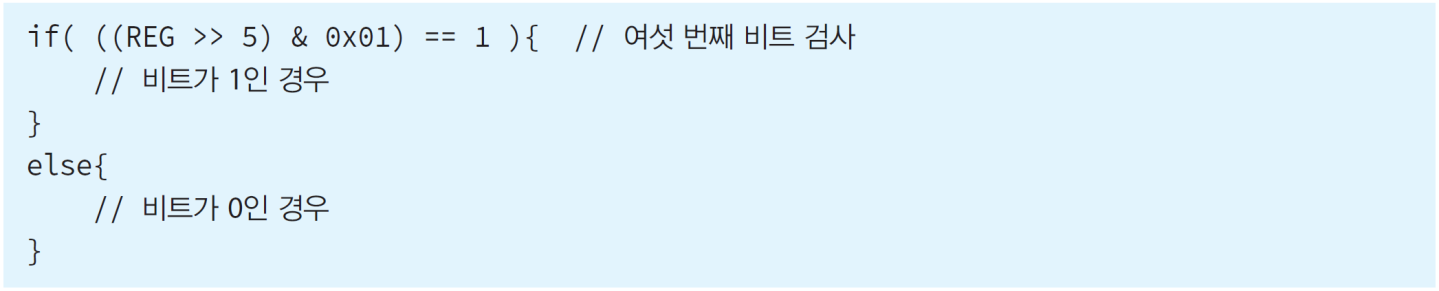 if( ((REG >> 5) & 0x01) == 1 ){  // 여섯 번째 비트 검사
    // 비트가 1인 경우
}
else{
    // 비트가 0인 경우
}